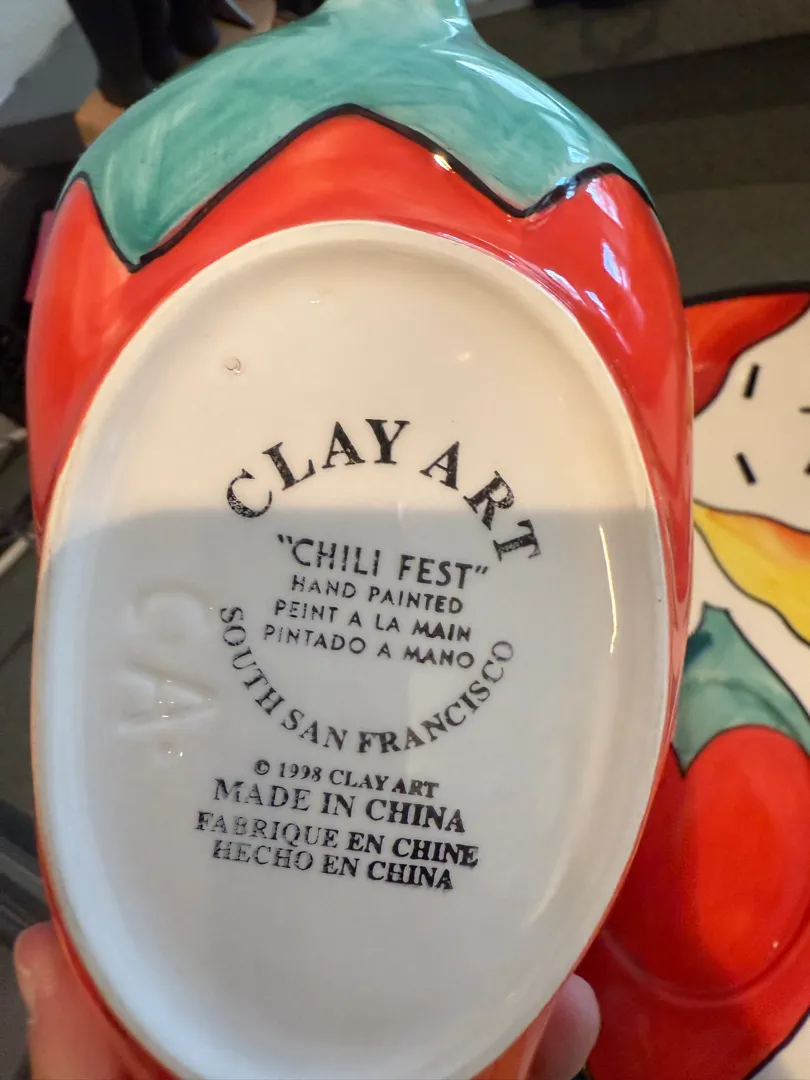 CLAY ART
"CHILI FEST"
HAND PAINTED
PEINT A LA MAIN
PINTADO A MANO
SOUTH SAN FRANCISCO
© 1998 CLAY ART
MADE IN CHINA
FABRIQUE EN CHINE
HECHO EN CHINA
CA